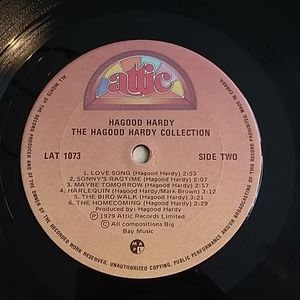 attic
HAGOOD HARDY
THE HAGOOD HARDY COLLECTION
LAT 1073
SIDE TWO
1. LOVE SONG (Hagood Hardy) 2:53
2. SONNY'S RAGTIME (Hagood Hardy)
3. MAYBE TOMORROW (Hagood Hardy) 2:57
4. HARLEQUIN (Hagood Hardy/Mark Brown) 3:12
5. THE BIRD WALK (Hagood Hardy)
6. THE HOMECOMING (Hagood Hardy) 2:29
Produced by: Hagood Hardy
Ⓟ 1979 Attic Records Limited
© All compositions Big
Bay Music
ALL RIGHTS OF THE RECORD PRODUCER AND OF THE OWNER OF THE RECORDED WORK RESERVED. UNAUTHORIZED COPYING, PUBLIC PERFORMANCE AND/OR BROADCASTING OF THIS RECORD PROHIBITED. MADE IN CANADA.